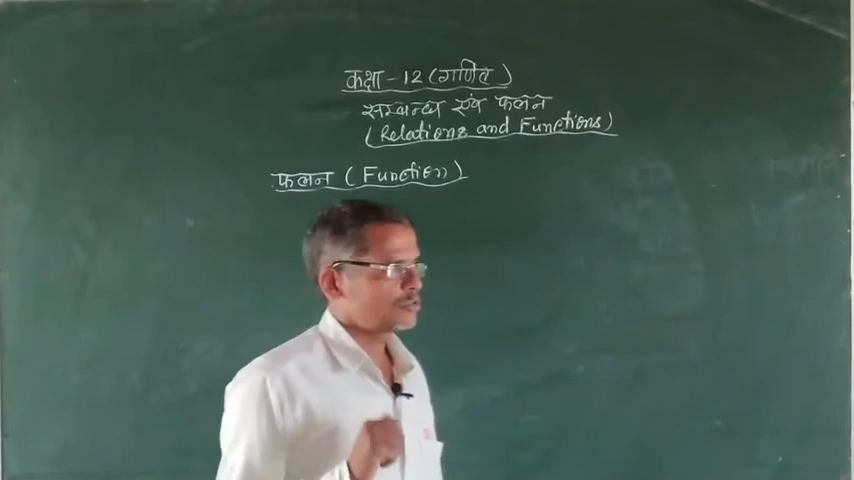 कक्षा - 12 (गणित)
सम्बन्ध एवं फलन
(Relations and Functions)
फलन (Function)